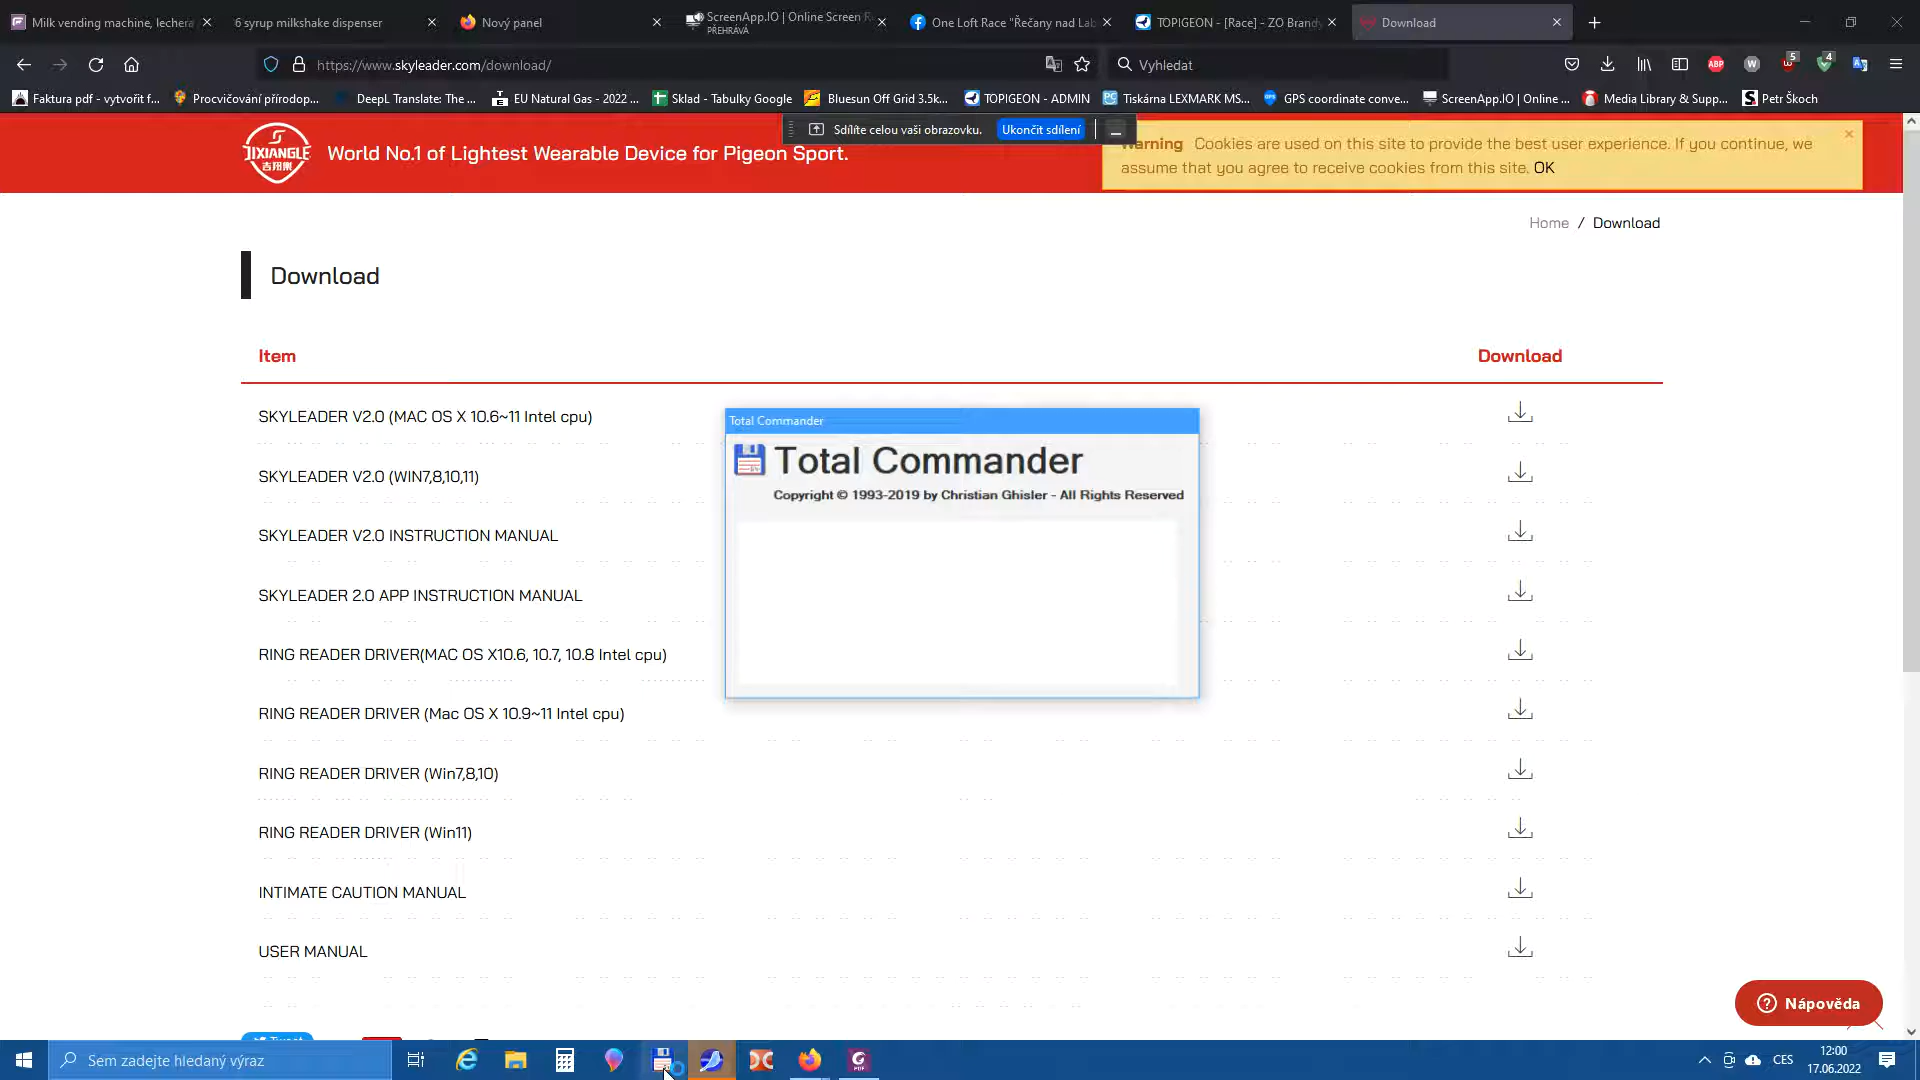 Milk vending machine, lechera
6 syrup milkshake dispenser
Nový panel
ScreenApp.IO | Online Screen R
PŘEHRÁVÁ
One Loft Race "Řečany nad Lab
TOPIGEON - [Race] - ZO Brandy
Download
https://www.skyleader.com/download/
Vyhledat
ABP
W
5
4
Faktura pdf - vytvořit f...
Procvičování přírodop...
DeepL Translate: The ...
EU Natural Gas - 2022 ...
Sklad - Tabulky Google
Bluesun Off Grid 3.5k...
TOPIGEON - ADMIN
Tiskárna LEXMARK MS...
GPS coordinate conve...
ScreenApp.IO | Online ...
Media Library & Supp...
Petr Škoch
Sdílíte celou vaši obrazovku.
Ukončit sdílení
JIXIANGLE
吉翔樂
World No.1 of Lightest Wearable Device for Pigeon Sport.
Warning Cookies are used on this site to provide the best user experience. If you continue, we
assume that you agree to receive cookies from this site. OK
Home / Download
Download
Item
Download
SKYLEADER V2.0 (MAC OS X 10.6~11 Intel cpu)
SKYLEADER V2.0 (WIN7,8,10,11)
SKYLEADER V2.0 INSTRUCTION MANUAL
SKYLEADER 2.0 APP INSTRUCTION MANUAL
RING READER DRIVER(MAC OS X10.6, 10.7, 10.8 Intel cpu)
RING READER DRIVER (Mac OS X 10.9~11 Intel cpu)
RING READER DRIVER (Win7,8,10)
RING READER DRIVER (Win11)
INTIMATE CAUTION MANUAL
USER MANUAL
Total Commander
Total Commander
Copyright © 1993-2019 by Christian Ghisler - All Rights Reserved
Nápověda
Tweet
Sem zadejte hledaný výraz
PDF
CES
12:00
17.06.2022